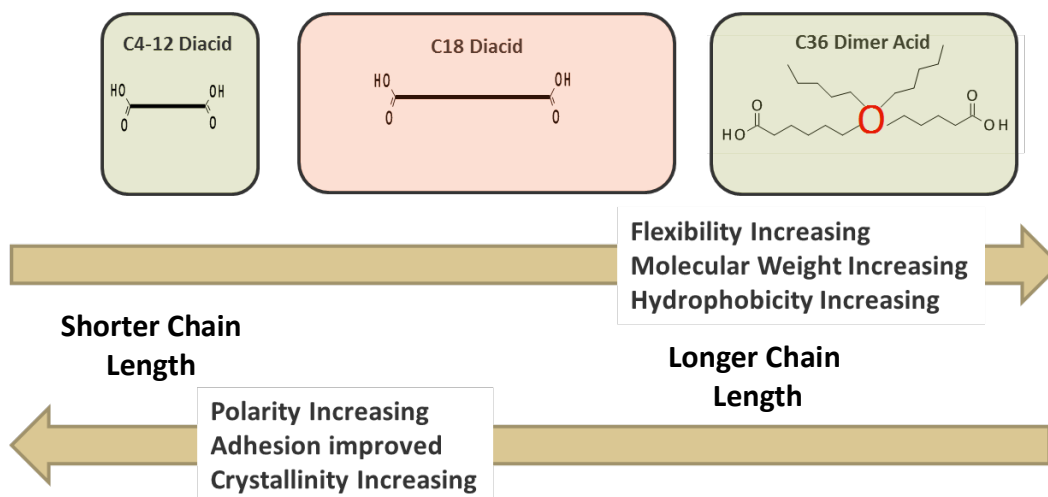 C4-12 Diacid
HO
OH
O
O
C18 Diacid
HO
OH
O
O
C36 Dimer Acid
O
HO
O
O
OH
Flexibility Increasing
Molecular Weight Increasing
Hydrophobicity Increasing
Shorter Chain
Length
Longer Chain
Length
Polarity Increasing
Adhesion improved
Crystallinity Increasing